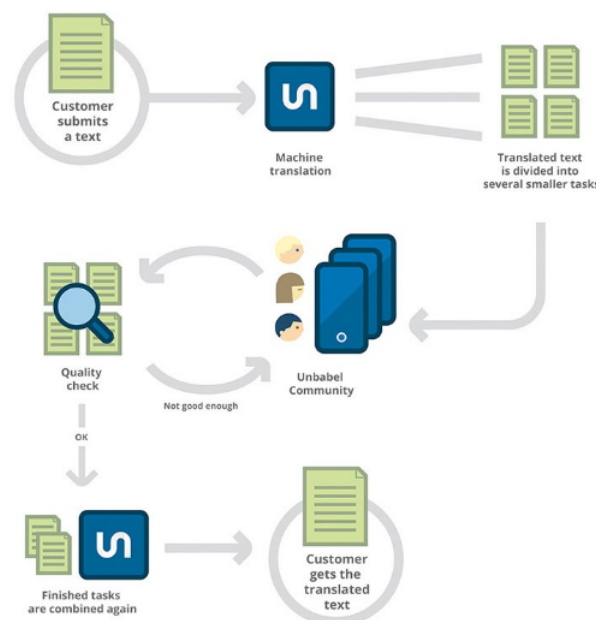 Customer
submits
a text
Machine
translation
Translated text
is divided into
several smaller tasks
Quality
check
Not good enough
Unbabel
Community
OK
Finished tasks
are combined again
Customer
gets the
translated
text